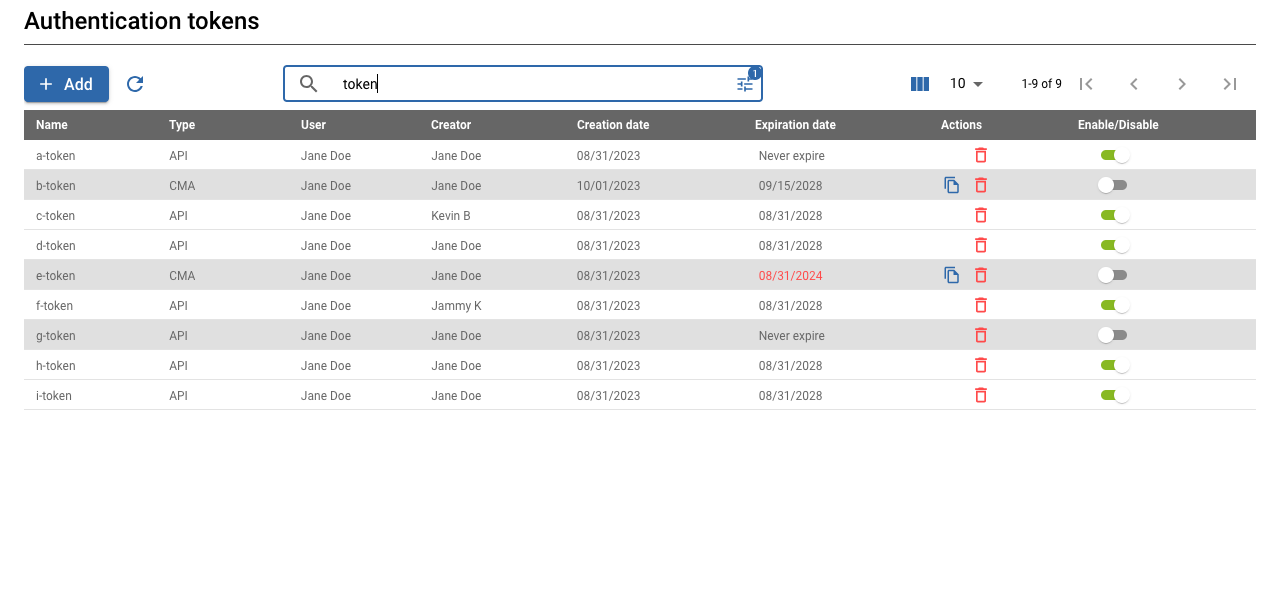 Authentication tokens
Add
token
1
10
1-9 of 9
Name Type User Creator Creation date Expiration date Actions Enable/Disable
a-token API Jane Doe Jane Doe 08/31/2023 Never expire
b-token CMA Jane Doe Jane Doe 10/01/2023 09/15/2028
c-token API Jane Doe Kevin B 08/31/2023 08/31/2028
d-token API Jane Doe Jane Doe 08/31/2023 08/31/2028
e-token CMA Jane Doe Jane Doe 08/31/2023 08/31/2024
f-token API Jane Doe Jammy K 08/31/2023 08/31/2028
g-token API Jane Doe Jane Doe 08/31/2023 Never expire
h-token API Jane Doe Jane Doe 08/31/2023 08/31/2028
i-token API Jane Doe Jane Doe 08/31/2023 08/31/2028